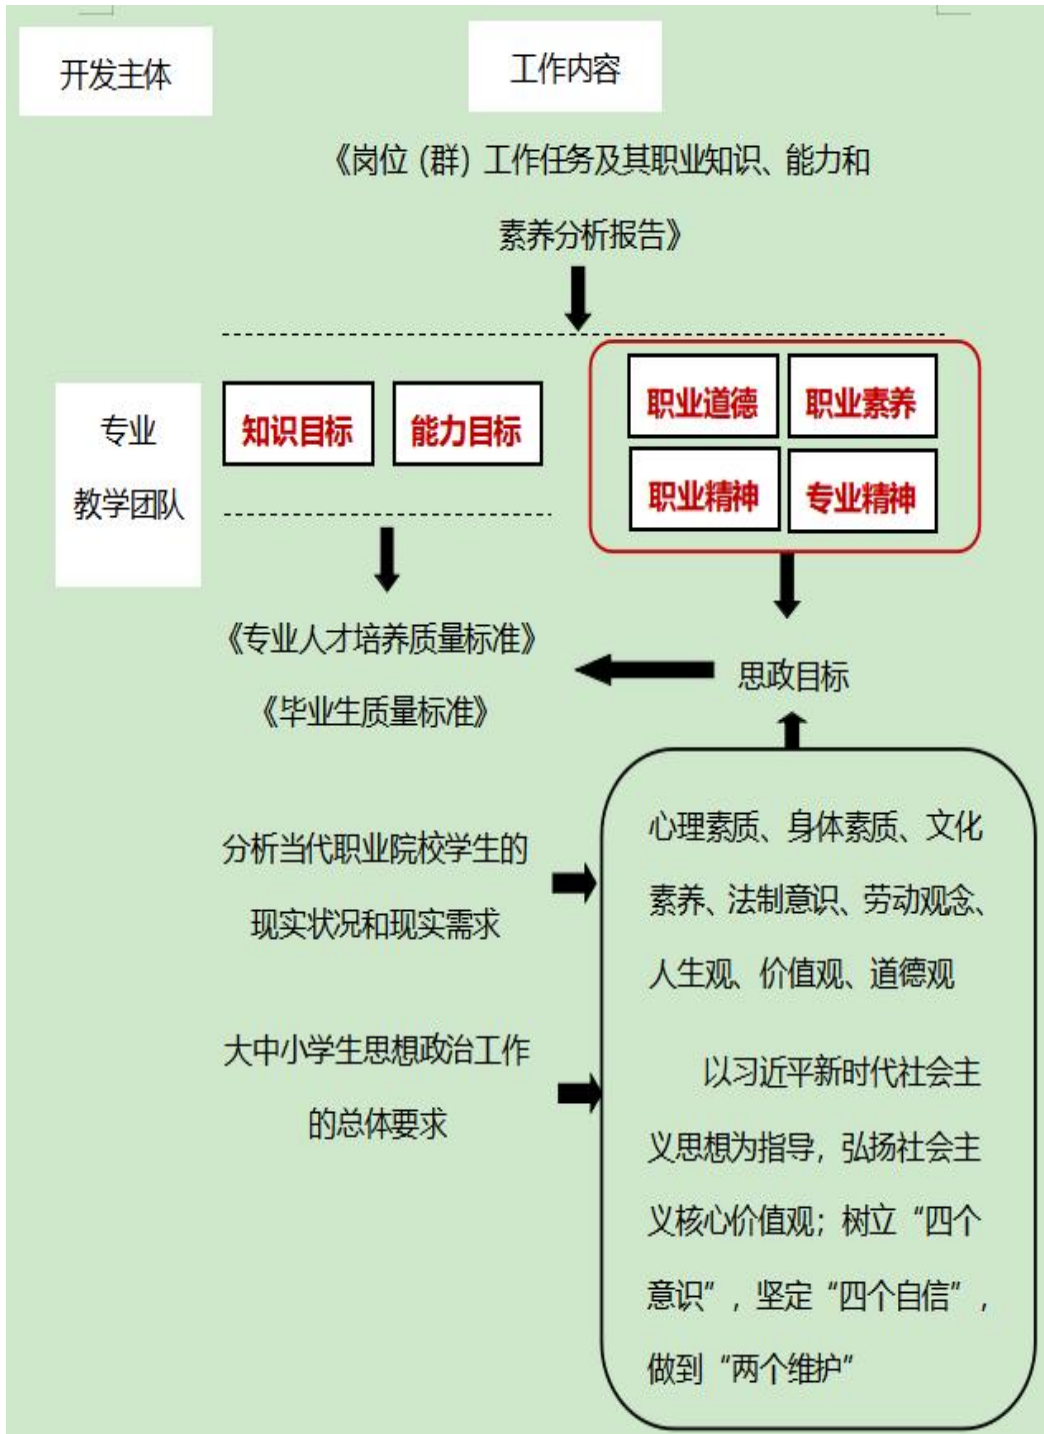 开发主体
工作内容
《岗位（群）工作任务及其职业知识、能力和
素养分析报告》
专业
教学团队
知识目标
能力目标
职业道德
职业素养
职业精神
专业精神
《专业人才培养质量标准》
《毕业生质量标准》
思政目标
分析当代职业院校学生的
现实状况和现实需求
大中小学生思想政治工作
的总体要求
心理素质、身体素质、文化
素养、法制意识、劳动观念、
人生观、价值观、道德观
以习近平新时代社会主
义思想为指导，弘扬社会主
义核心价值观；树立“四个
意识”，坚定“四个自信”，
做到“两个维护”